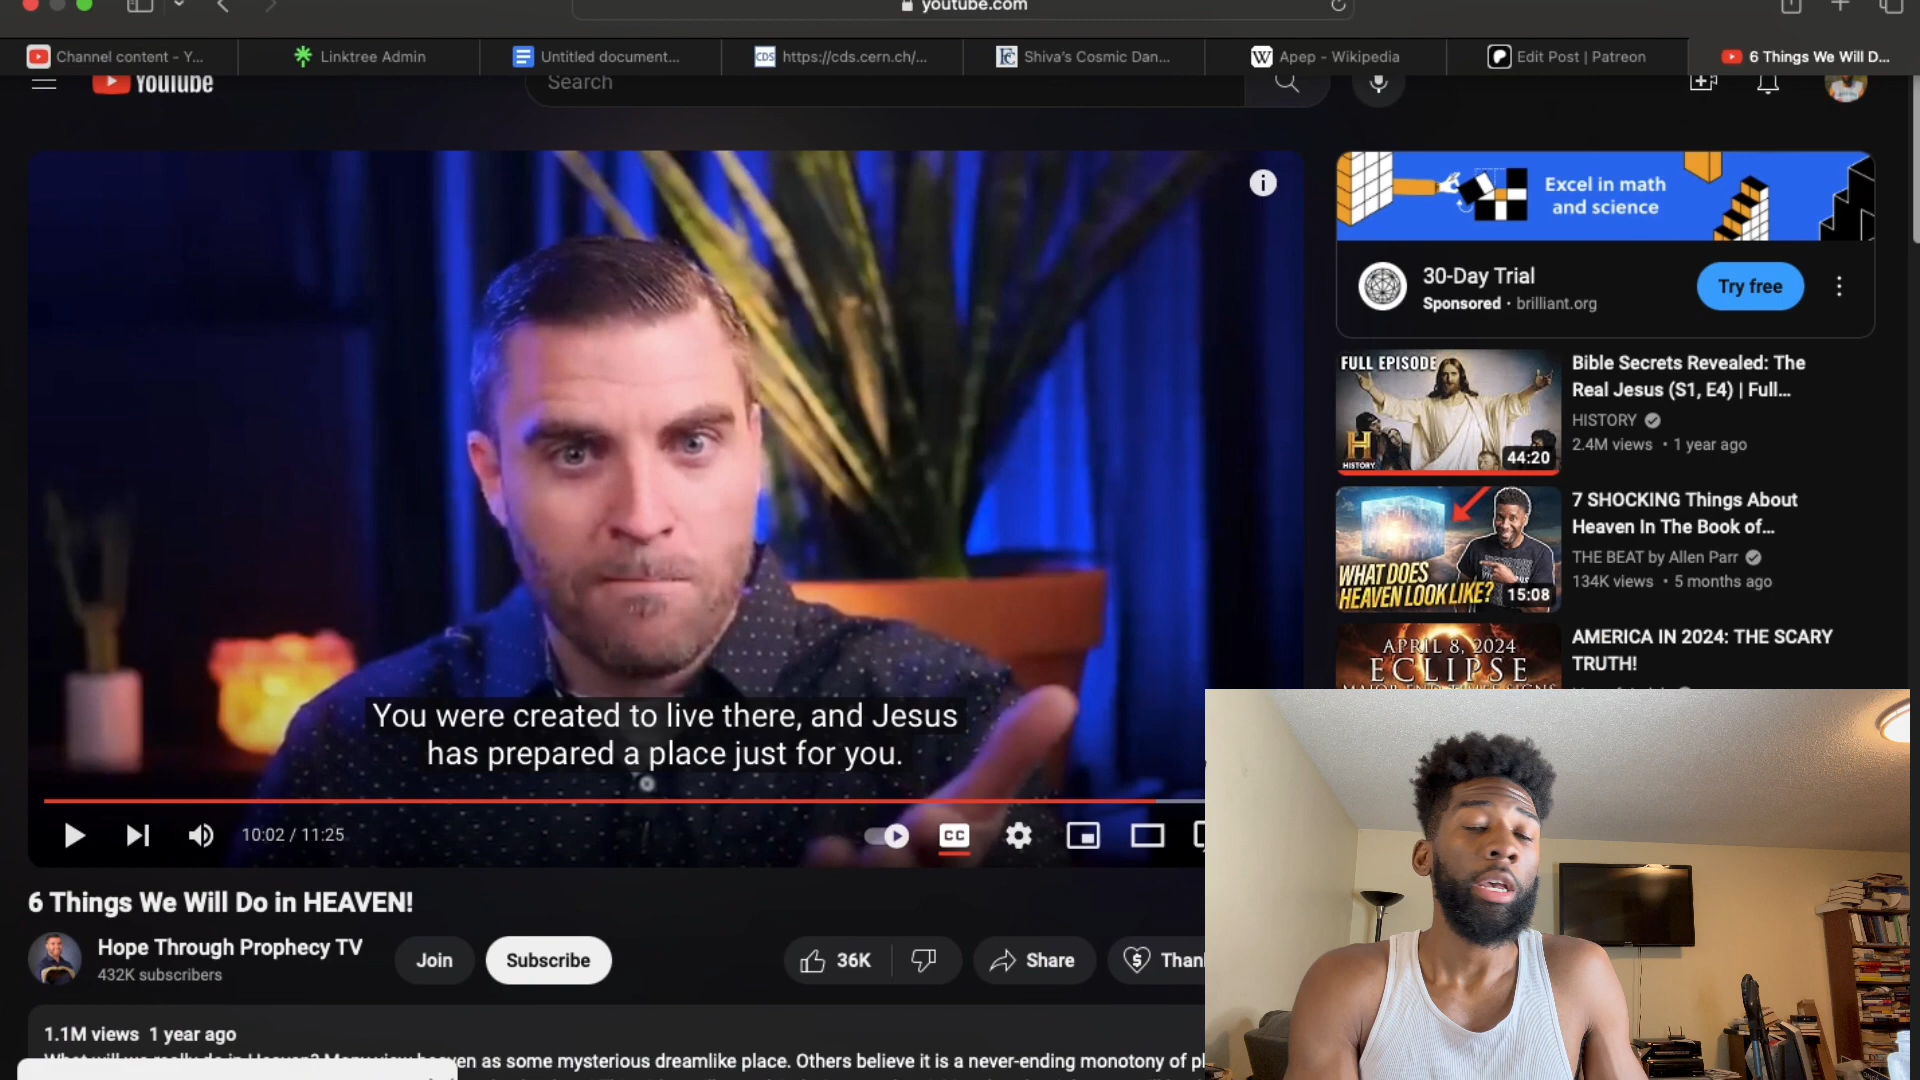 youtube.com
Channel content - Y...
Linktree Admin
Untitled document...
CDS
https://cds.cern.ch/...
Shiva's Cosmic Dan...
W
Apep - Wikipedia
Edit Post | Patreon
6 Things We Will D...
YouTube
Search
Excel in math
and science
30-Day Trial
Sponsored • brilliant.org
Try free
FULL EPISODE
H
HISTORY
44:20
Bible Secrets Revealed: The
Real Jesus (S1, E4) | Full...
HISTORY
2.4M views • 1 year ago
WHAT DOES
HEAVEN LOOK LIKE?
15:08
7 SHOCKING Things About
Heaven In The Book of...
THE BEAT by Allen Parr
134K views • 5 months ago
APRIL 8, 2024
ECLIPSE
AMERICA IN 2024: THE SCARY
TRUTH!
You were created to live there, and Jesus
has prepared a place just for you.
10:02 / 11:25
CC
6 Things We Will Do in HEAVEN!
Hope Through Prophecy TV
432K subscribers
Join
Subscribe
36K
Share
Than
1.1M views 1 year ago
as some mysterious dreamlike place. Others believe it is a never-ending monotony of pl